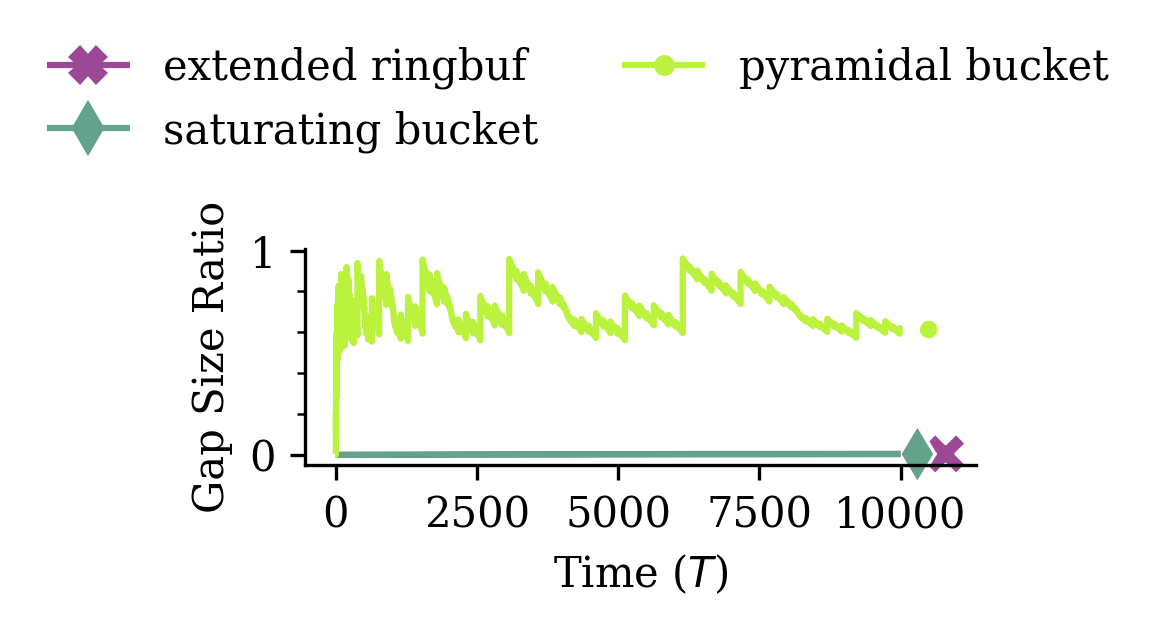 extended ringbuf
pyramidal bucket
saturating bucket
Gap Size Ratio
1
0
0
2500
5000
7500
10000
Time (T)